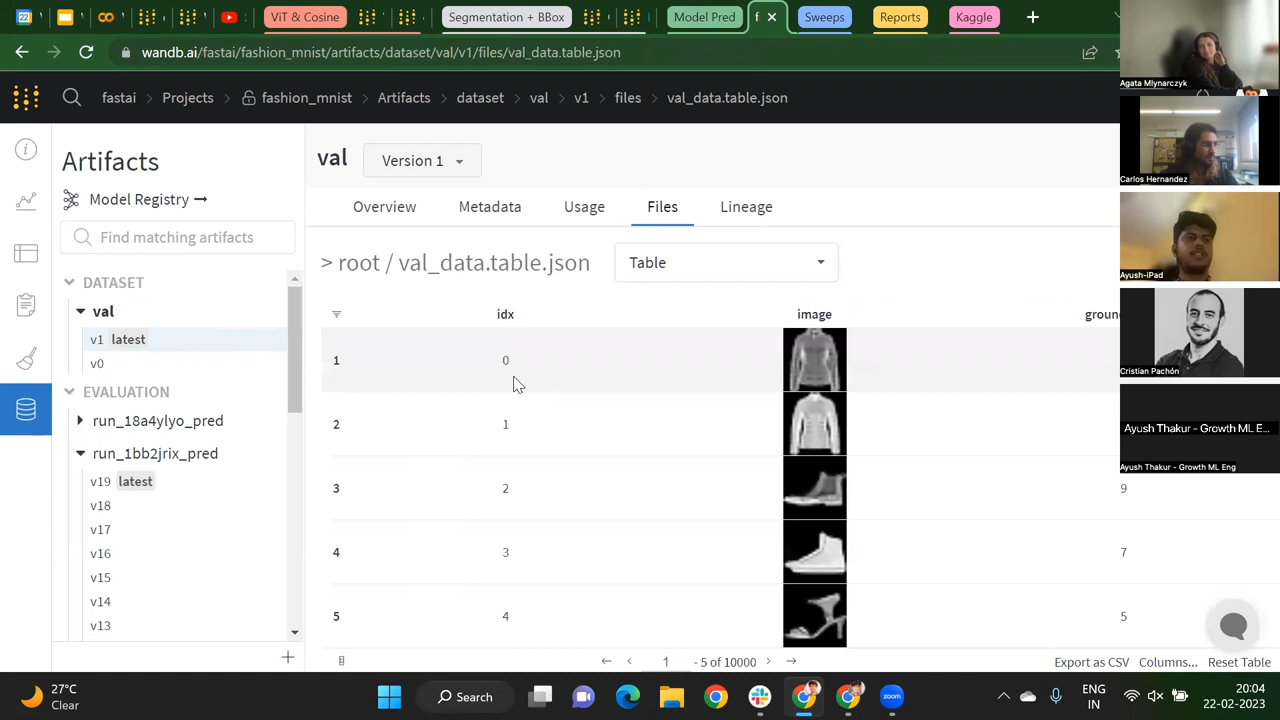 22
ViT & Cosine
Segmentation + BBox
Model Pred
f
Sweeps
Reports
Kaggle
wandb.ai/fastai/fashion_mnist/artifacts/dataset/val/v1/files/val_data.table.json
fastai > Projects > fashion_mnist > Artifacts > dataset > val > v1 > files > val_data.table.json
Artifacts
Model Registry
Find matching artifacts
DATASET
val
v1 latest
v0
EVALUATION
run_18a4ylyo_pred
run_1bb2jrix_pred
v19 latest
v18
v17
v16
v15
v14
v13
val
Version 1
Overview
Metadata
Usage
Files
Lineage
> root / val_data.table.json
Table
idx image groun
1 0
2 1
3 2 9
4 3 7
5 4 5
1 - 5 of 10000
Export as CSV
Columns...
Reset Table
Agata Mlynarczyk
Carlos Hernandez
Ayush-iPad
Cristian Pachón
Ayush Thakur - Growth ML E...
Ayush Thakur - Growth ML Eng
27°C
Clear
Search
zoom
ENG
IN
20:04
22-02-2023